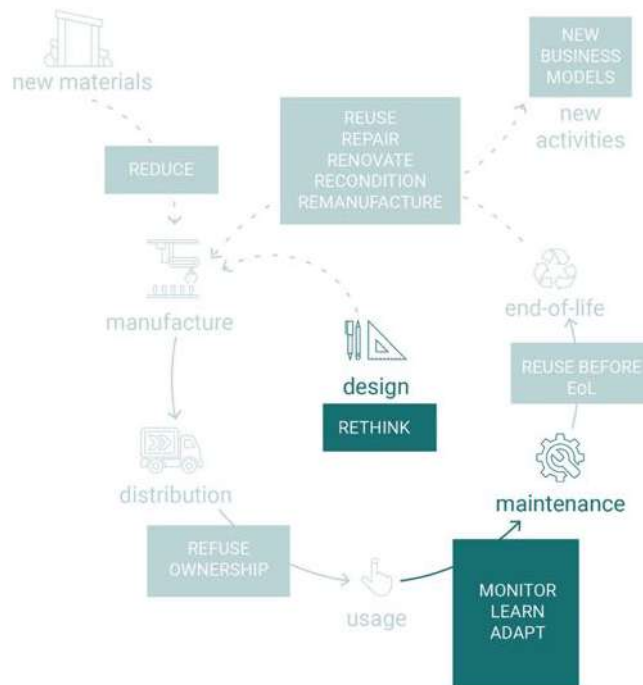 NEW
BUSINESS
MODELS
new
activities
new materials
REUSE
REPAIR
RENOVATE
RECONDITION
REMANUFACTURE
REDUCE
manufacture
end-of-life
design
RETHINK
REUSE BEFORE
EoL
distribution
maintenance
REFUSE
OWNERSHIP
usage
MONITOR
LEARN
ADAPT